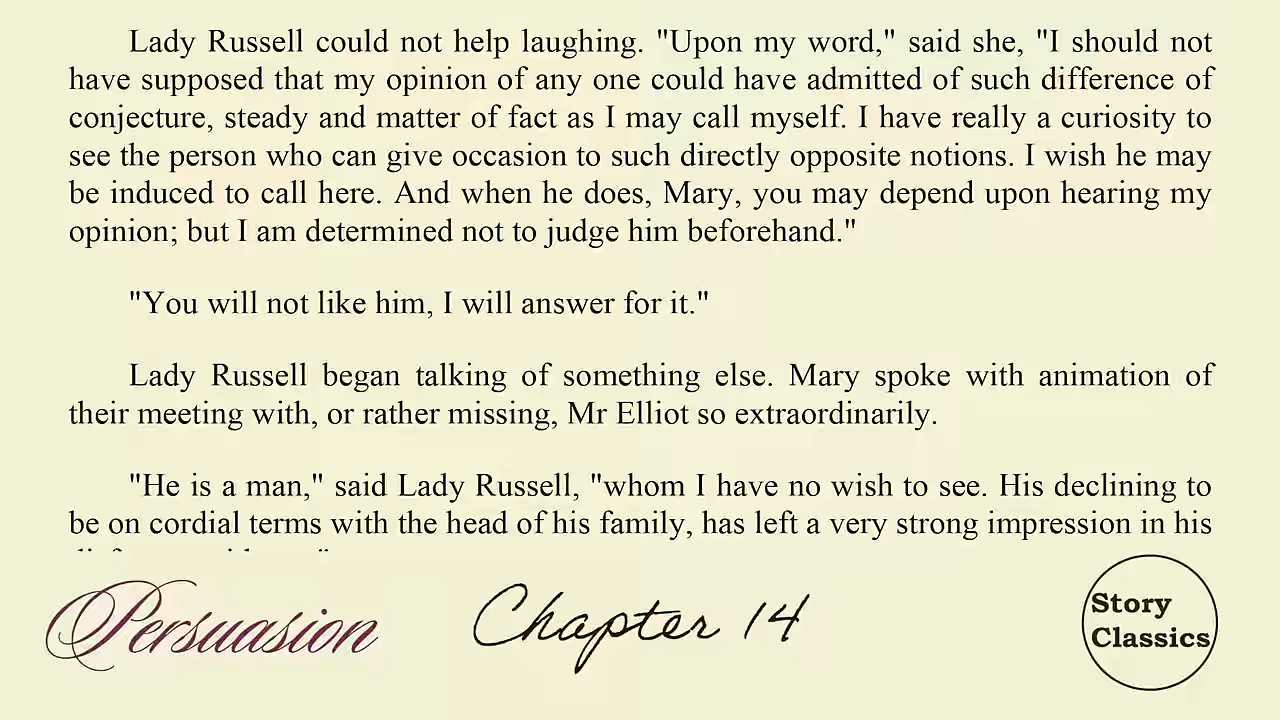 Lady Russell could not help laughing. "Upon my word," said she, "I should not
have supposed that my opinion of any one could have admitted of such difference of
conjecture, steady and matter of fact as I may call myself. I have really a curiosity to
see the person who can give occasion to such directly opposite notions. I wish he may
be induced to call here. And when he does, Mary, you may depend upon hearing my
opinion; but I am determined not to judge him beforehand."
"You will not like him, I will answer for it."
Lady Russell began talking of something else. Mary spoke with animation of
their meeting with, or rather missing, Mr Elliot so extraordinarily.
"He is a man," said Lady Russell, "whom I have no wish to see. His declining to
be on cordial terms with the head of his family, has left a very strong impression in his
Persuasion
Chapter 14
Story
Classics